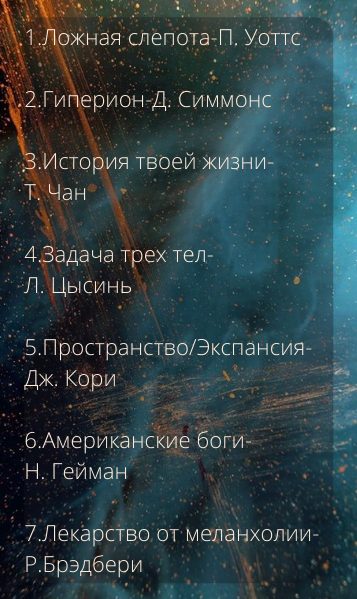 1.Ложная слепота-П. Уоттс
2.Гиперион-Д. Симмонс
3.История твоей жизни-
Т. Чан
4.Задача трех тел-
Л. Цысинь
5.Пространство/Экспансия-
Дж. Кори
6.Американские боги-
Н. Гейман
7.Лекарство от меланхолии-
Р.Брэдбери